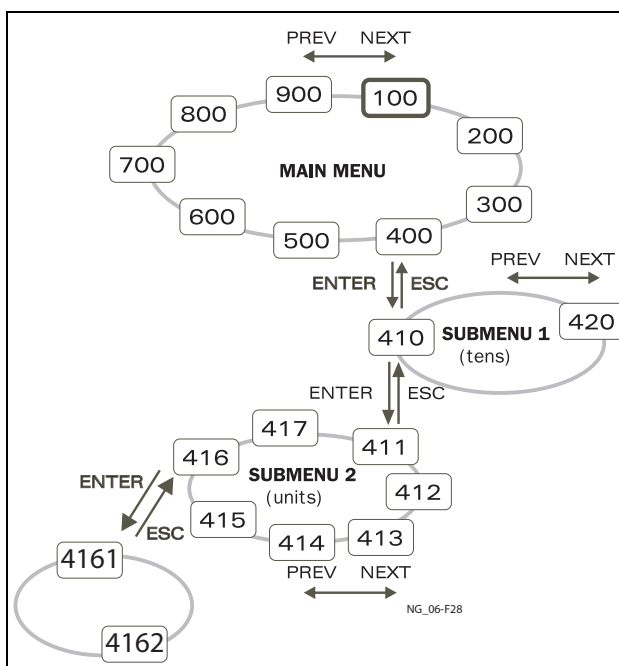 PREV NEXT
900 100
800 200
700 MAIN MENU
600 300
500 400
ENTER ESC
PREV NEXT
410 SUBMENU 1 420
(tens)
ENTER ESC
417 411
416 SUBMENU 2
ENTER (units) 412
ESC 415 413
414
4161 PREV NEXT
NG_06-F28
4162